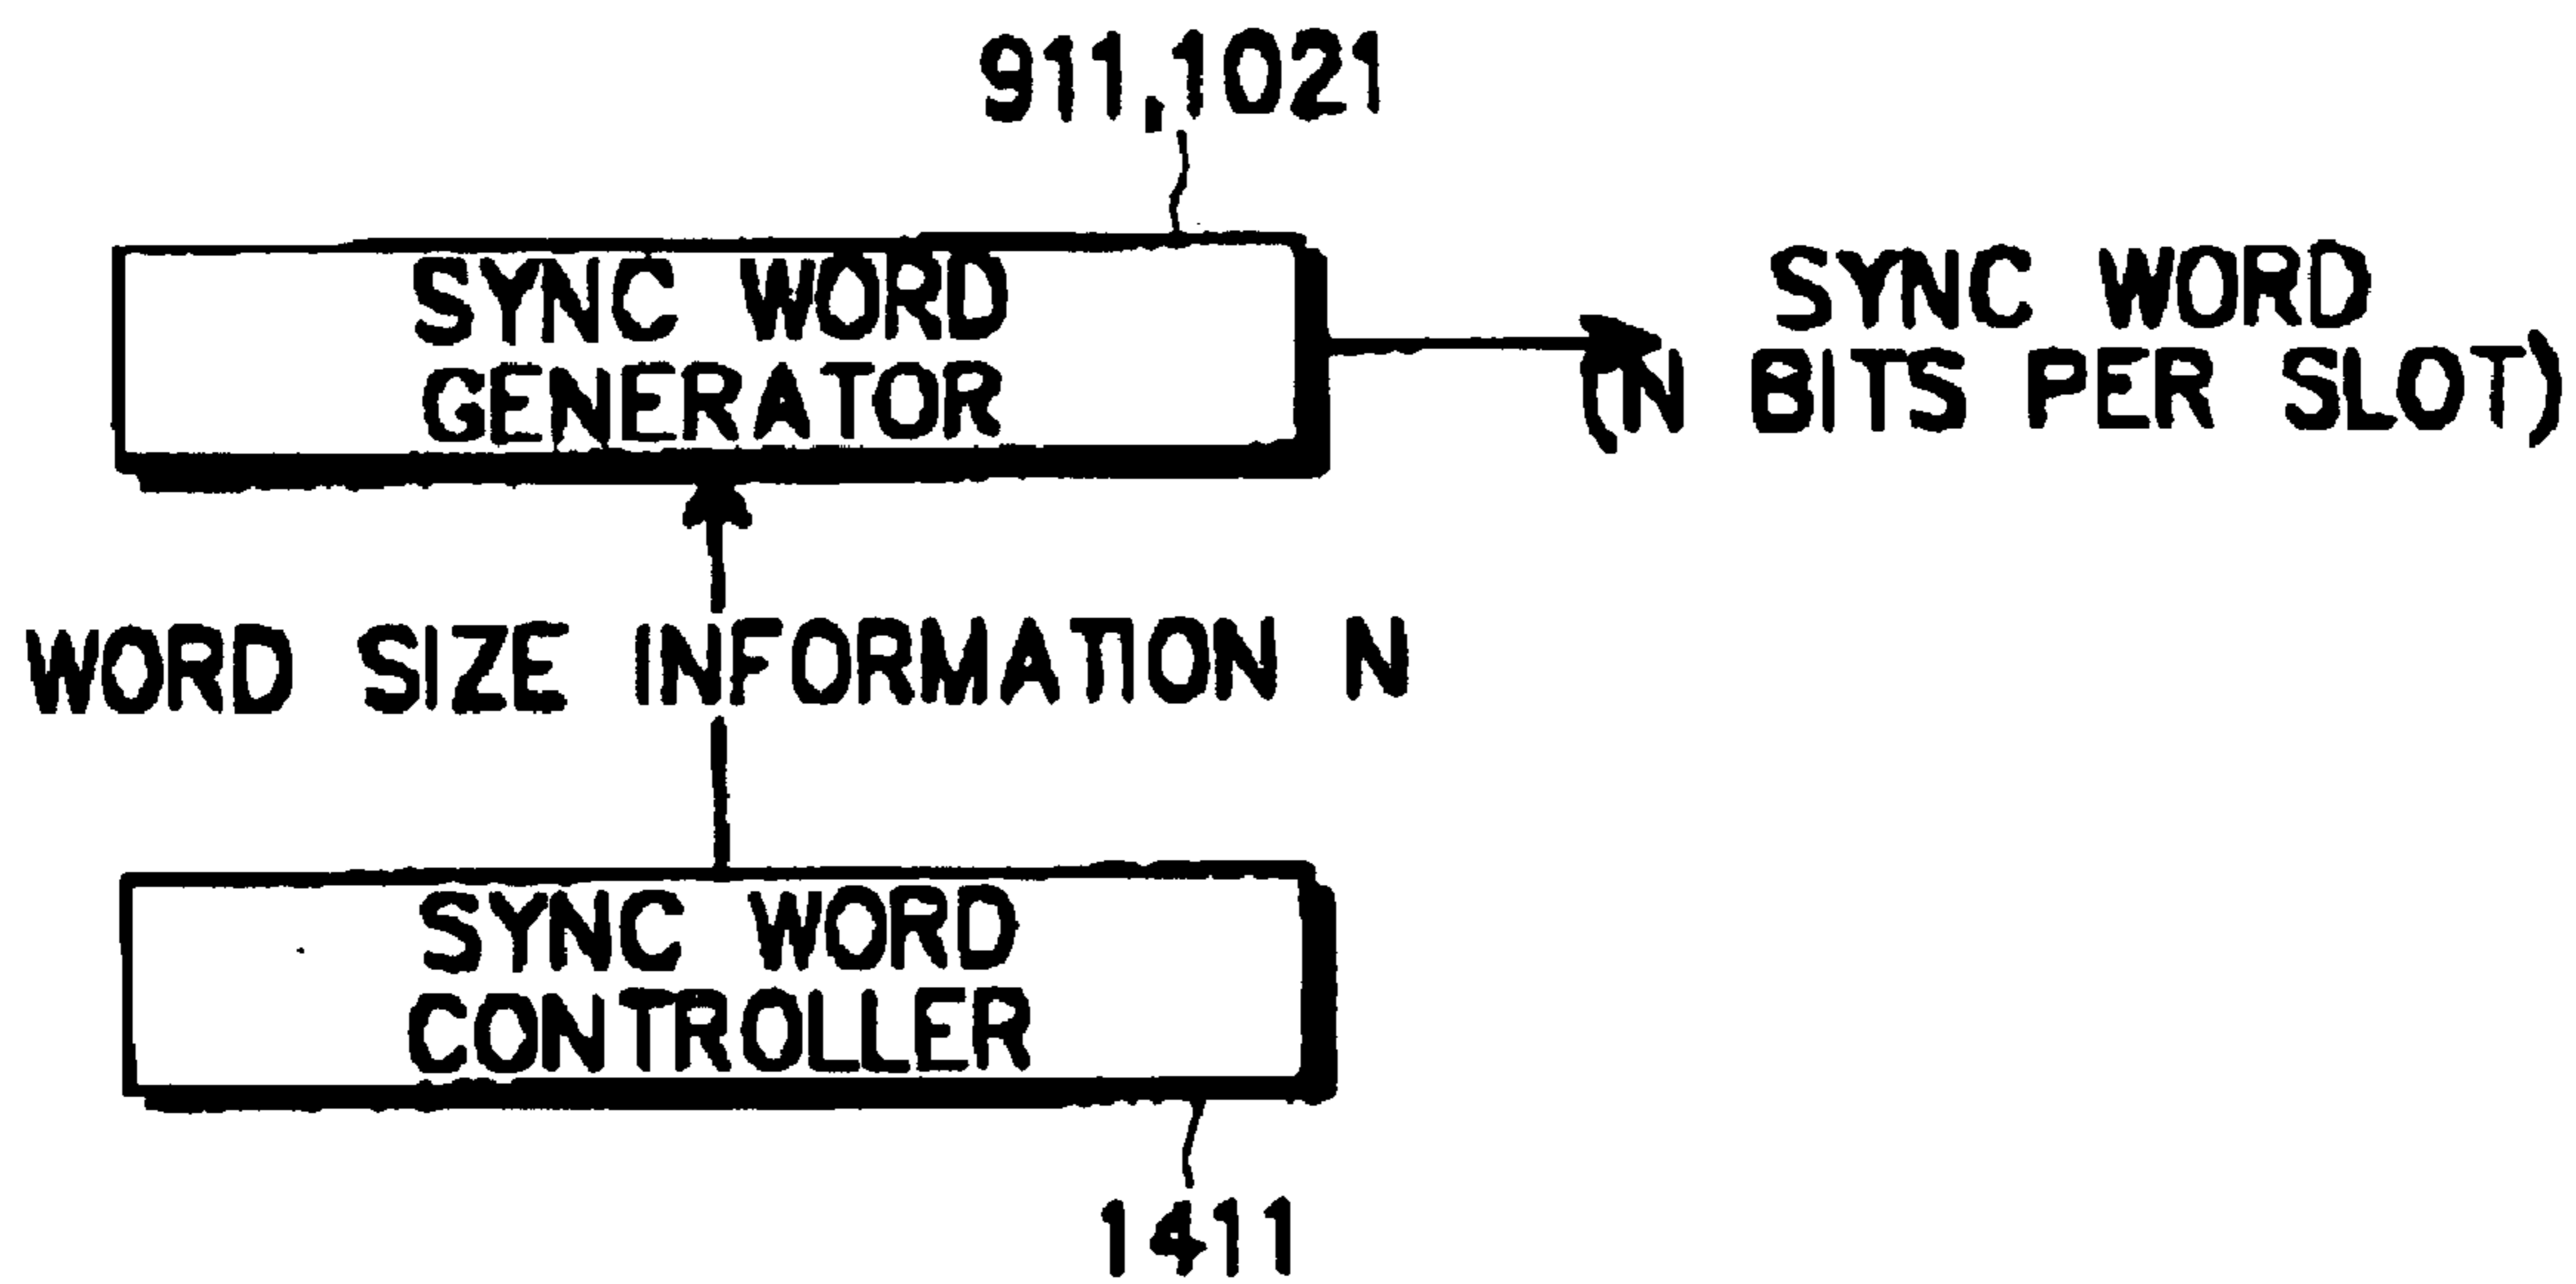 911,1021
SYNC WORD
GENERATOR
SYNC WORD
(N BITS PER SLOT)
WORD SIZE INFORMATION N
SYNC WORD
CONTROLLER
1411